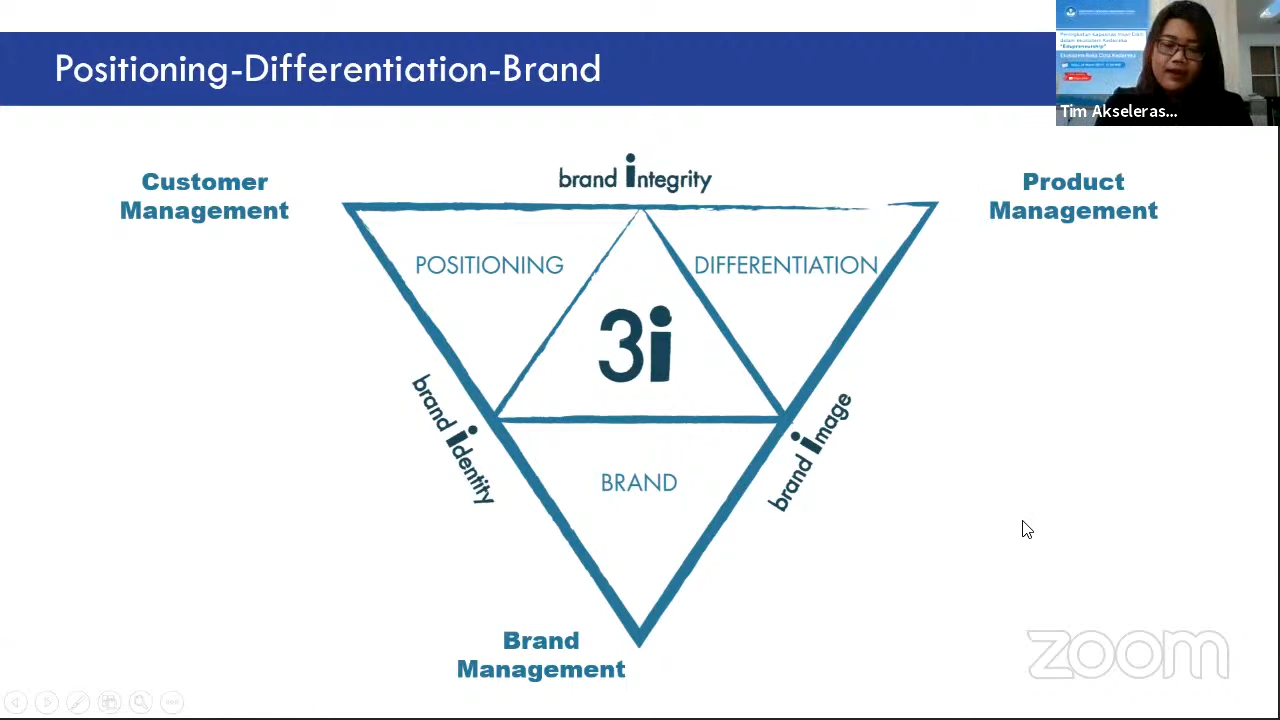 Positioning-Differentiation-Brand
"Edupreneurship"
Tim Akseleras...
Customer
Management
brand integrity
Product
Management
POSITIONING
DIFFERENTIATION
3i
brand identity
brand image
BRAND
Brand
Management
zoom